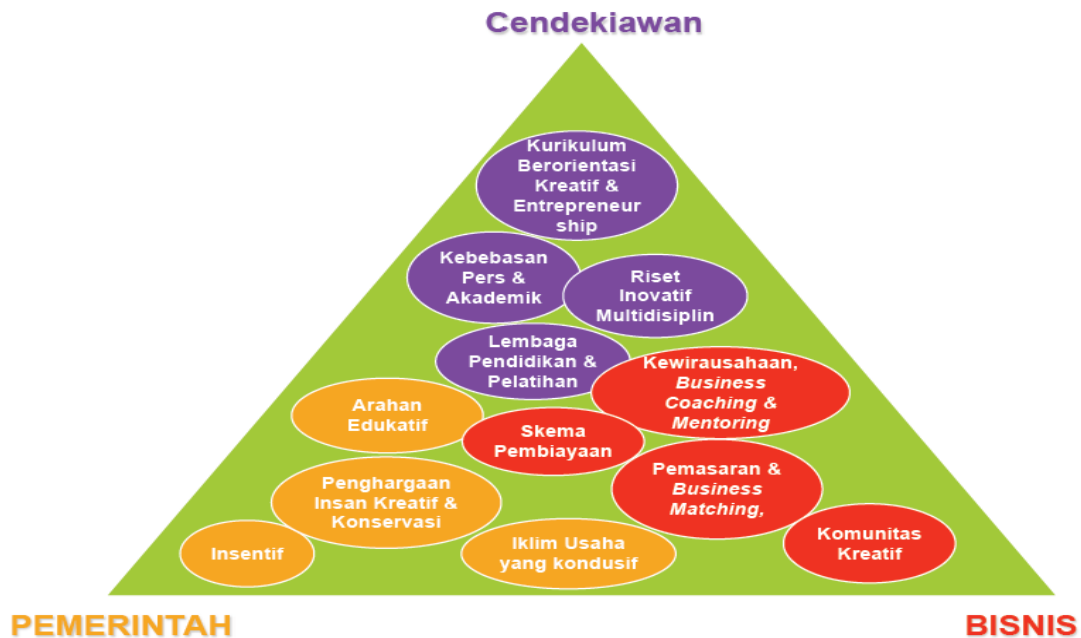 Cendekiawan
Kurikulum
Berorientasi
Kreatif &
Entrepreneur
ship
Kebebasan
Pers &
Akademik
Riset
Inovatif
Multidisiplin
Lembaga
Pendidikan &
Pelatihan
Kewirausahaan,
Business
Coaching &
Mentoring
Arahan
Edukatif
Skema
Pembiayaan
Pemasaran &
Business
Matching,
Penghargaan
Insan Kreatif &
Konservasi
Insentif
Iklim Usaha
yang kondusif
Komunitas
Kreatif
PEMERINTAH
BISNIS